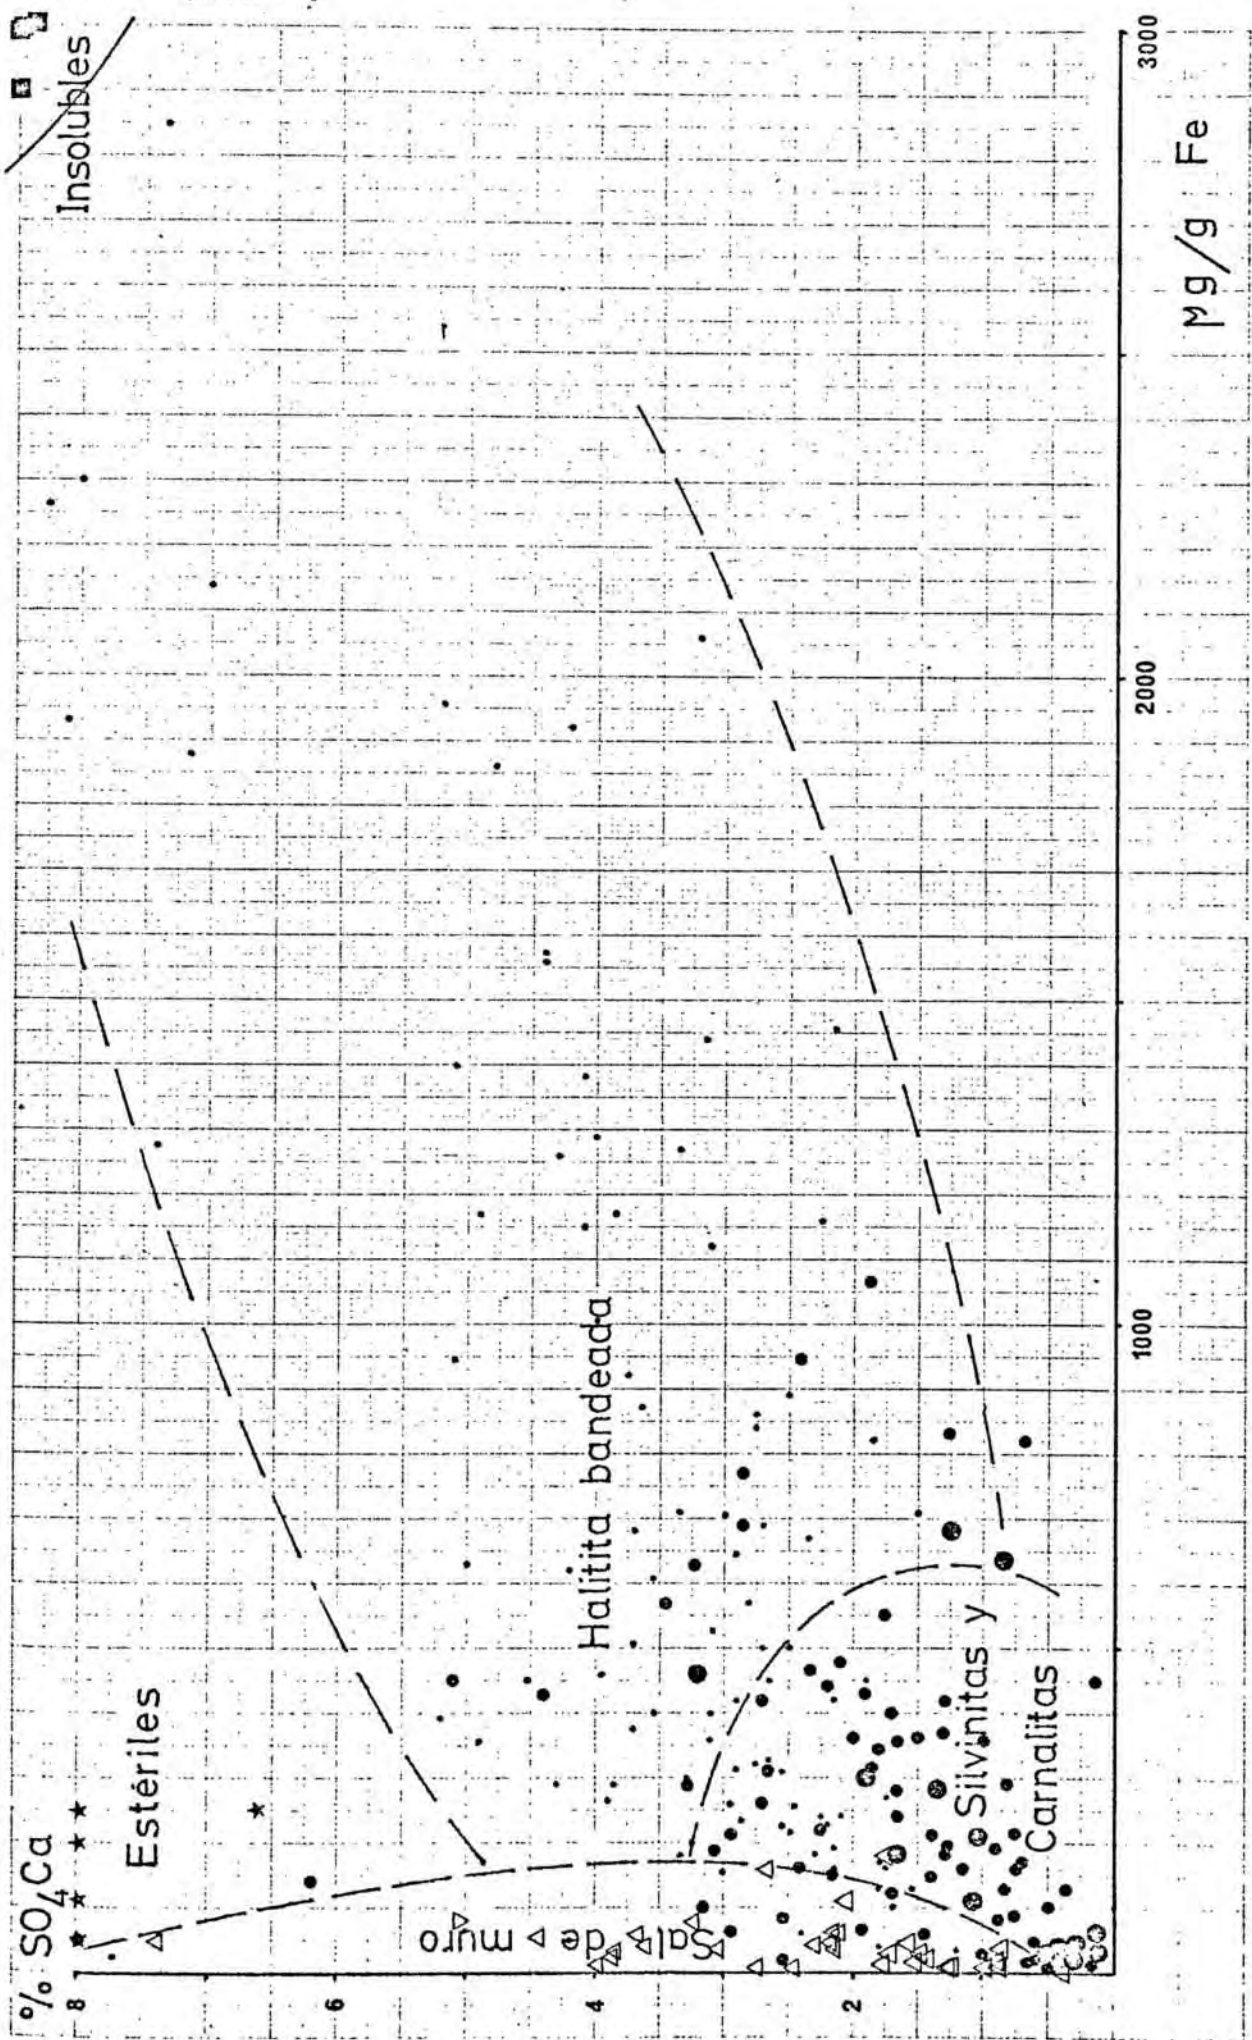 % SO4Ca
8
6
4
2
Estériles
Insolubles
Halitita bandeada
Sal de muro
Silvinitas y
Carnalitas
1000
2000
3000
µg/g Fe